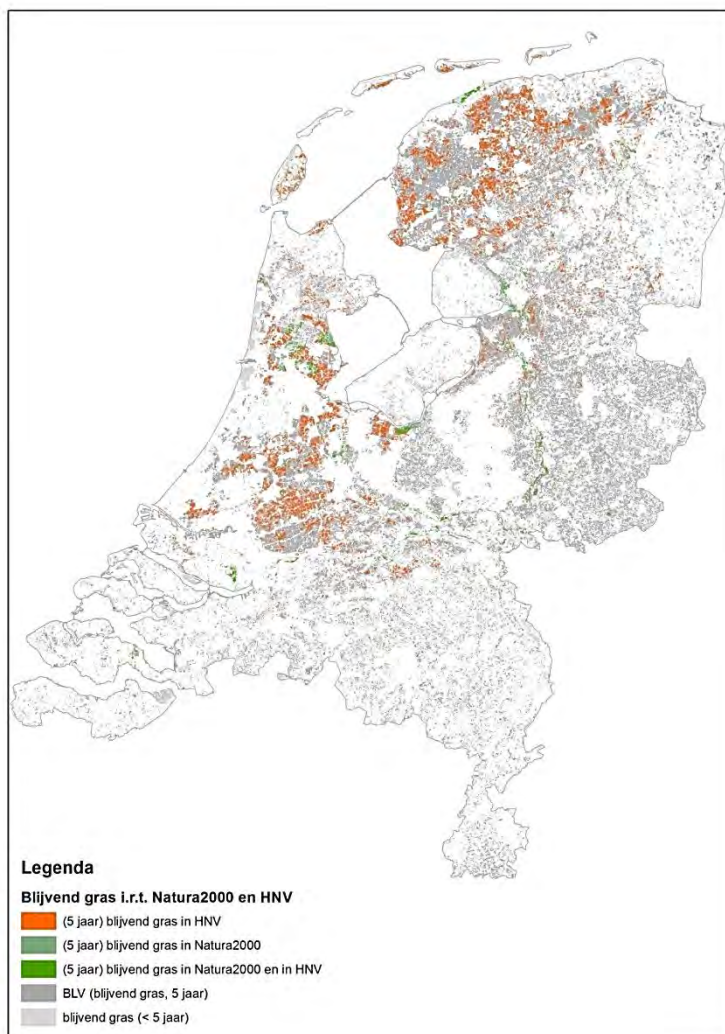 Legenda
Blijvend gras i.r.t. Natura2000 en HNV
(5 jaar) blijvend gras in HNV
(5 jaar) blijvend gras in Natura2000
(5 jaar) blijvend gras in Natura2000 en in HNV
BLV (blijvend gras, 5 jaar)
blijvend gras (< 5 jaar)